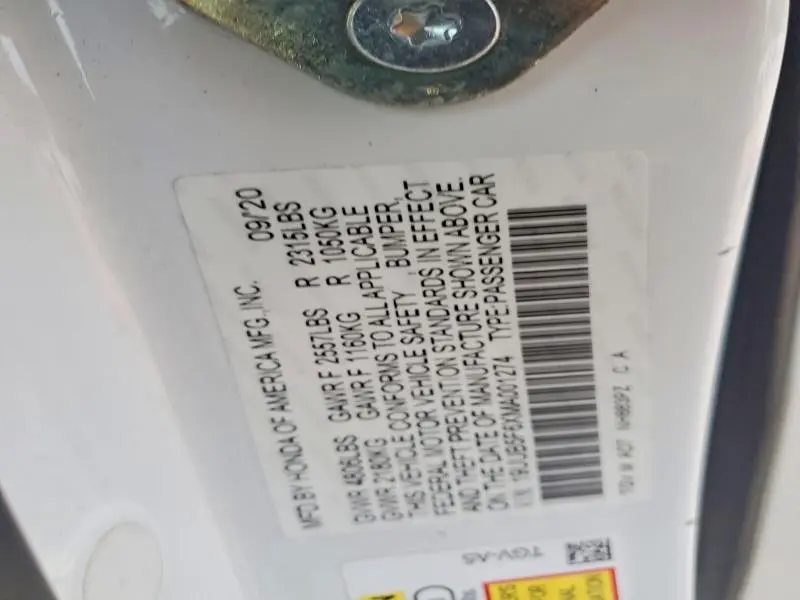 MFD BY HONDA OF AMERICA MFG., INC. 09/20
GVWR 4806LBS GAWR F 2557LBS R 2315LBS
GVWR 2180KG GAWR F 1160KG R 1050KG
THIS VEHICLE CONFORMS TO ALL APPLICABLE
FEDERAL MOTOR VEHICLE SAFETY, BUMPER,
AND THEFT PREVENTION STANDARDS IN EFFECT
ON THE DATE OF MANUFACTURE SHOWN ABOVE.
V.I.N. 19UUB5F6XMA001274 TYPE:PASSENGER CAR
C A
TGV-A5